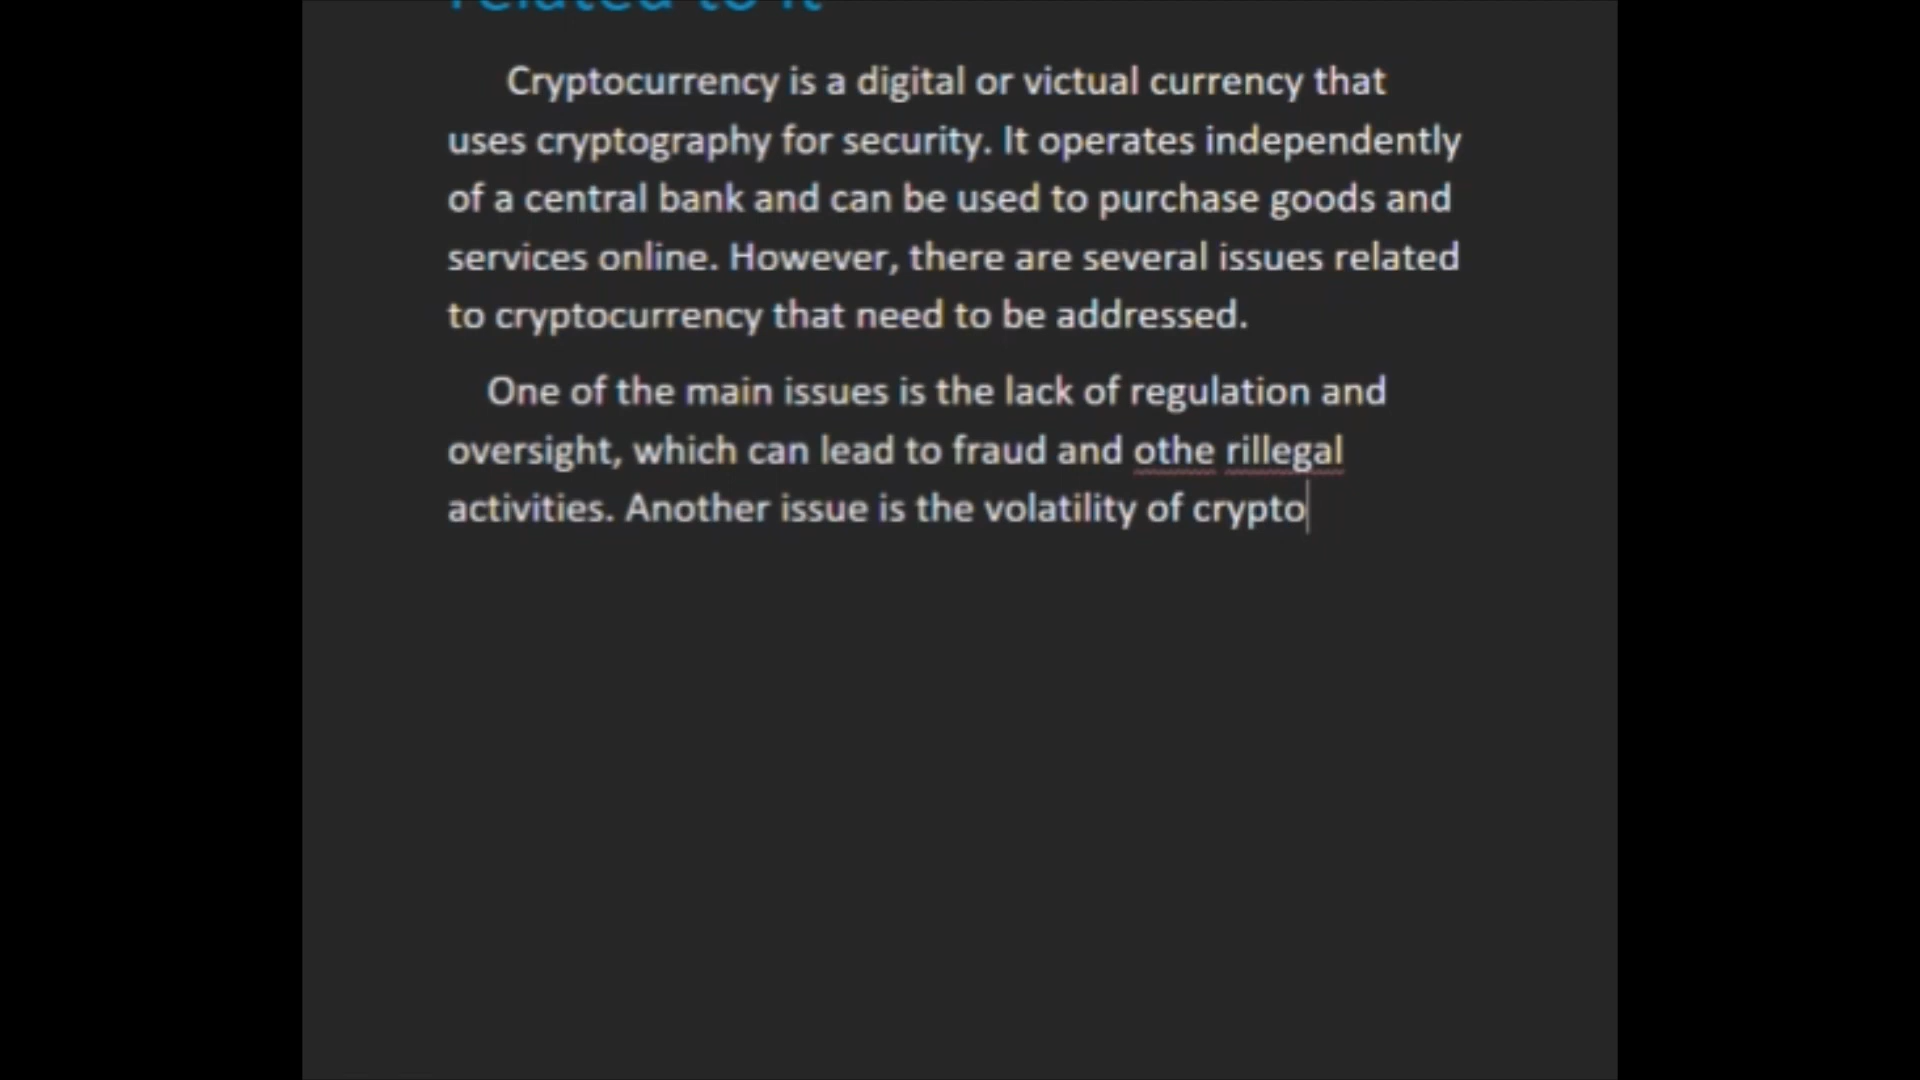 related to it
Cryptocurrency is a digital or victual currency that
uses cryptography for security. It operates independently
of a central bank and can be used to purchase goods and
services online. However, there are several issues related
to cryptocurrency that need to be addressed.
One of the main issues is the lack of regulation and
oversight, which can lead to fraud and othe rillegal
activities. Another issue is the volatility of crypto